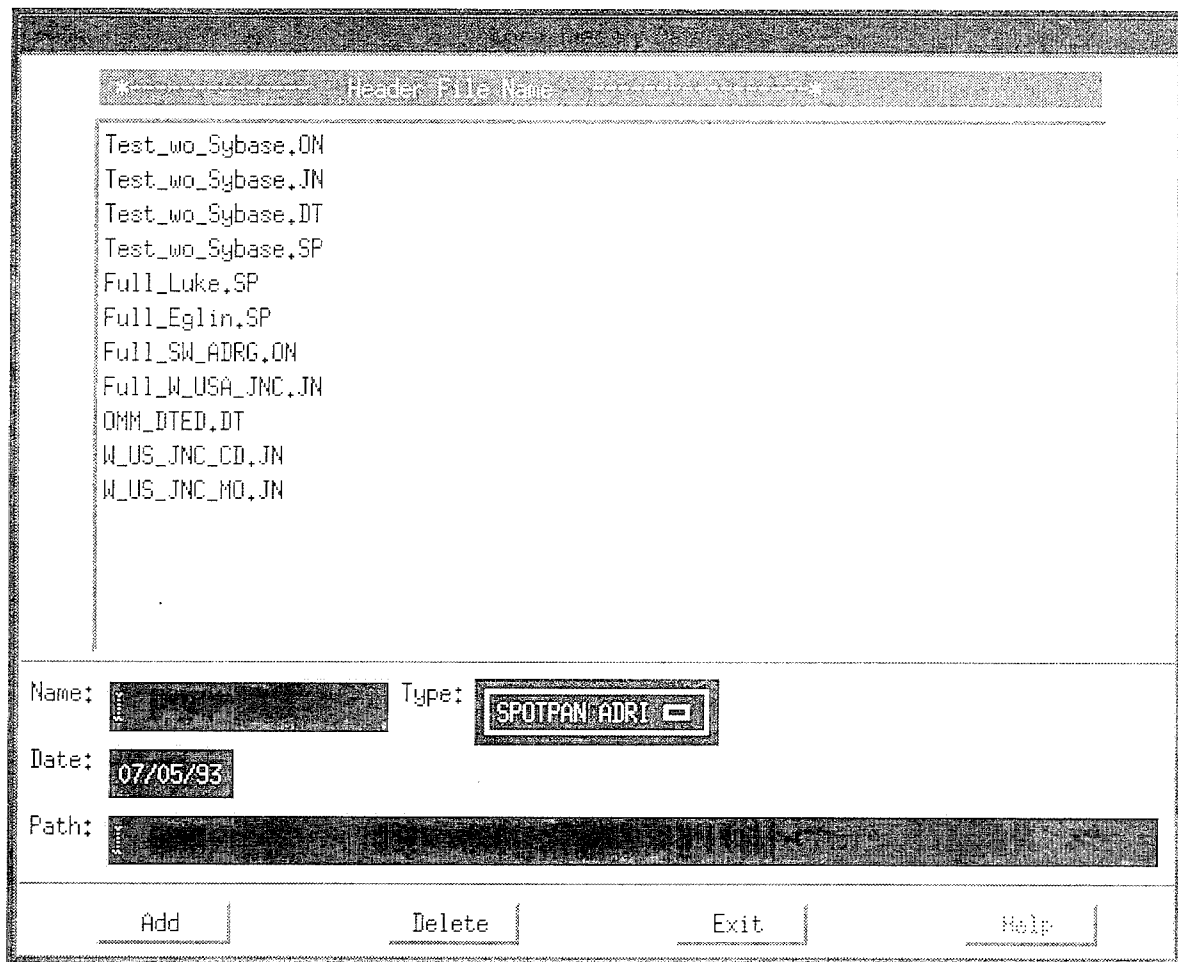 *---------------- Header File Name ------------------*
Test_wo_Sybase.ON
Test_wo_Sybase.JN
Test_wo_Sybase.DT
Test_wo_Sybase.SP
Full_Luke.SP
Full_Eglin.SP
Full_SW_ADRG.ON
Full_W_USA_JNC.JN
OMM_DTED.DT
W_US_JNC_CD.JN
W_US_JNC_MO.JN
Name: Type: SPOTPAN ADRI
Date: 07/05/93
Path:
Add Delete Exit Help